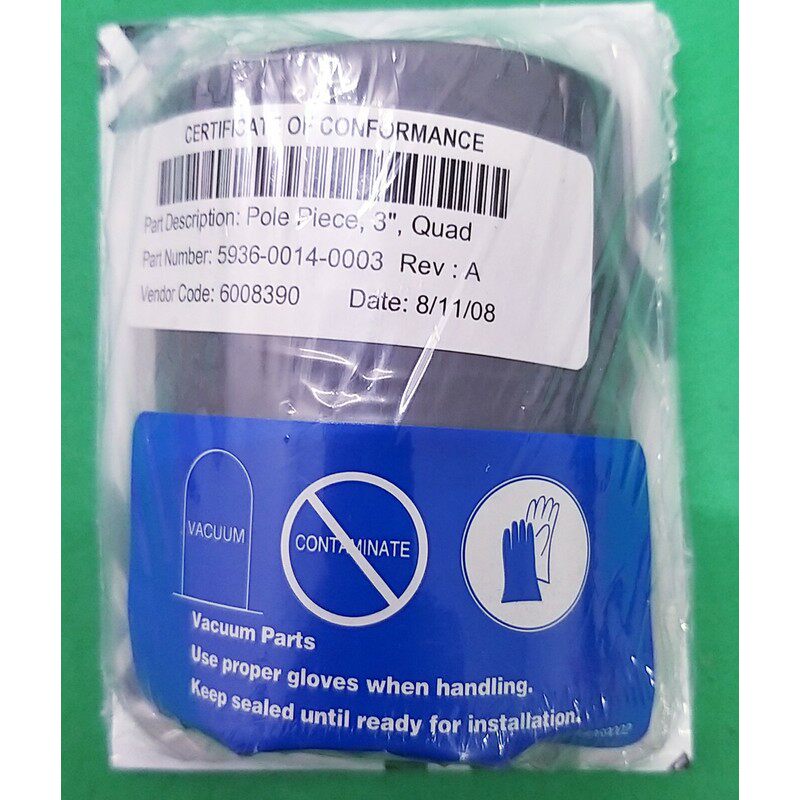 CERTIFICATE OF CONFORMANCE
Part Description: Pole Piece, 3", Quad
Part Number: 5936-0014-0003 Rev : A
Vendor Code: 6008390 Date: 8/11/08
VACUUM
CONTAMINATE
Vacuum Parts
Use proper gloves when handling.
Keep sealed until ready for installation.